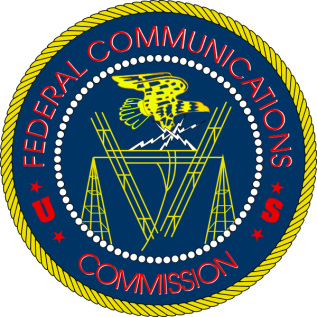 FEDERAL COMMUNICATIONS
U S
COMMISSION